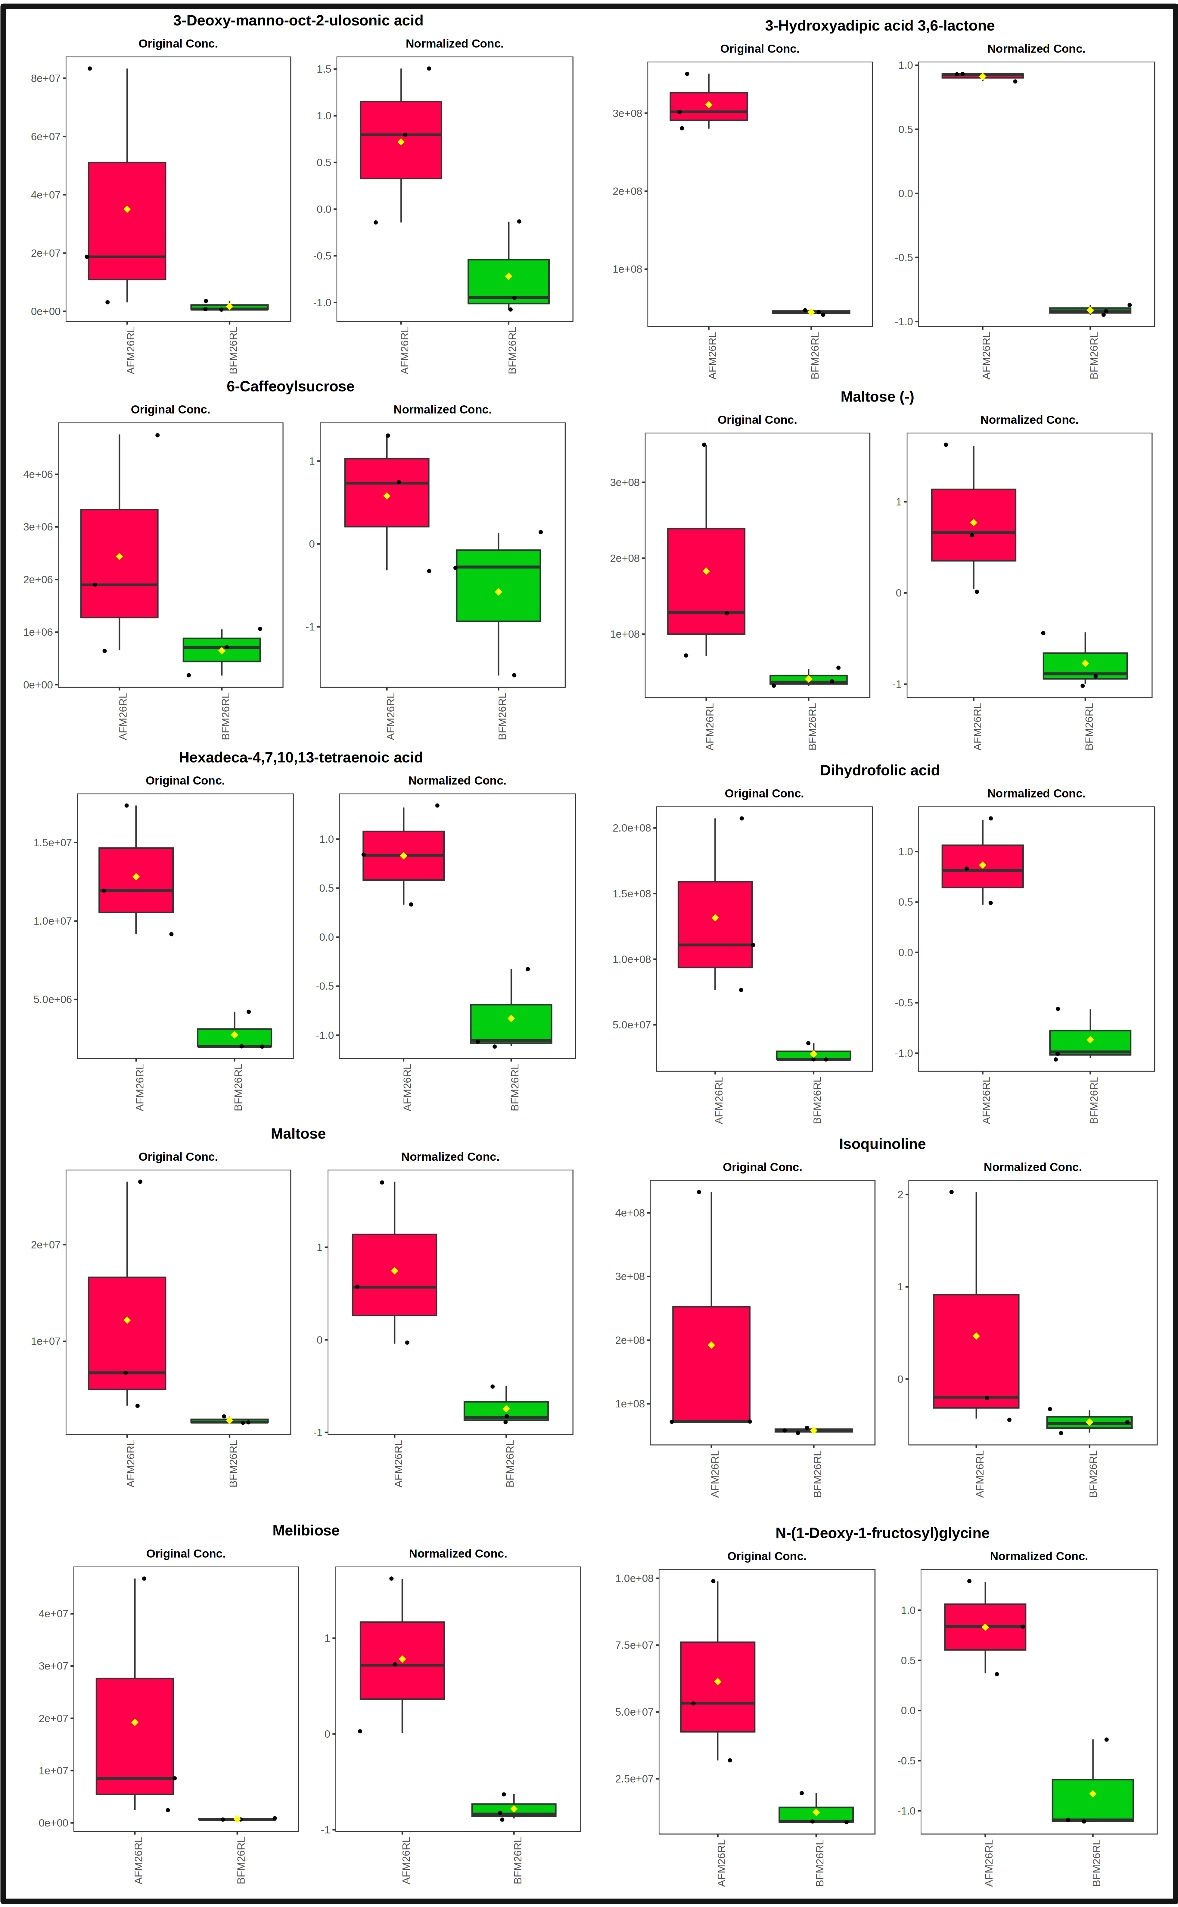 3-Deoxy-manno-oct-2-ulosonic acid
Original Conc.
Normalized Conc.
8e+07
6e+07
4e+07
2e+07
0e+00
1.5
1.0
0.5
0.0
-0.5
-1.0
AFM26RL
BFM26RL
AFM26RL
BFM26RL
3-Hydroxyadipic acid 3,6-lactone
Original Conc.
Normalized Conc.
3e+08
2e+08
1e+08
1.0
0.5
0.0
-0.5
-1.0
AFM26RL
BFM26RL
AFM26RL
BFM26RL
6-Caffeoylsucrose
Original Conc.
Normalized Conc.
4e+06
3e+06
2e+06
1e+06
0e+00
1
0
-1
AFM26RL
BFM26RL
AFM26RL
BFM26RL
Maltose (-)
Original Conc.
Normalized Conc.
3e+08
2e+08
1e+08
1
0
-1
AFM26RL
BFM26RL
AFM26RL
BFM26RL
Hexadeca-4,7,10,13-tetraenoic acid
Original Conc.
Normalized Conc.
1.5e+07
1.0e+07
5.0e+06
1.0
0.5
0.0
-0.5
-1.0
AFM26RL
BFM26RL
AFM26RL
BFM26RL
Dihydrofolic acid
Original Conc.
Normalized Conc.
2.0e+08
1.5e+08
1.0e+08
5.0e+07
1.0
0.5
0.0
-0.5
-1.0
AFM26RL
BFM26RL
AFM26RL
BFM26RL
Maltose
Original Conc.
Normalized Conc.
2e+07
1e+07
1
0
-1
AFM26RL
BFM26RL
AFM26RL
BFM26RL
Isoquinoline
Original Conc.
Normalized Conc.
4e+08
3e+08
2e+08
1e+08
2
1
0
AFM26RL
BFM26RL
AFM26RL
BFM26RL
Melibiose
Original Conc.
Normalized Conc.
4e+07
3e+07
2e+07
1e+07
0e+00
1
0
-1
AFM26RL
BFM26RL
AFM26RL
BFM26RL
N-(1-Deoxy-1-fructosyl)glycine
Original Conc.
Normalized Conc.
1.0e+08
7.5e+07
5.0e+07
2.5e+07
1.0
0.5
0.0
-0.5
-1.0
AFM26RL
BFM26RL
AFM26RL
BFM26RL